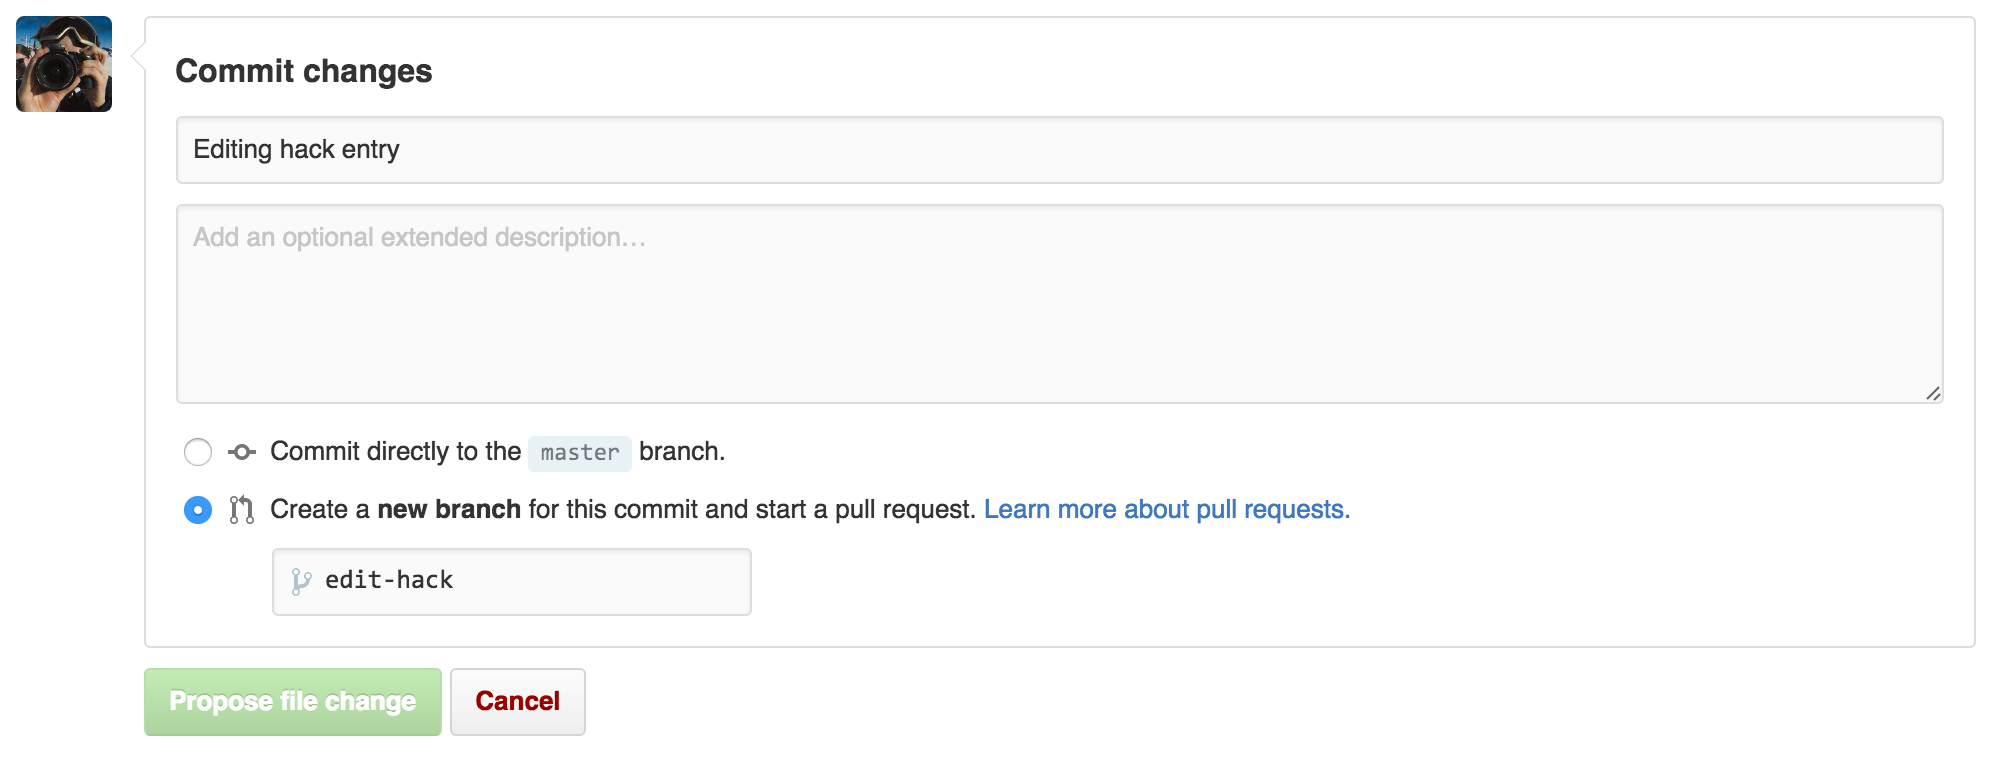 Commit changes
Editing hack entry
Add an optional extended description…
Commit directly to the master branch.
Create a new branch for this commit and start a pull request. Learn more about pull requests.
edit-hack
Propose file change Cancel